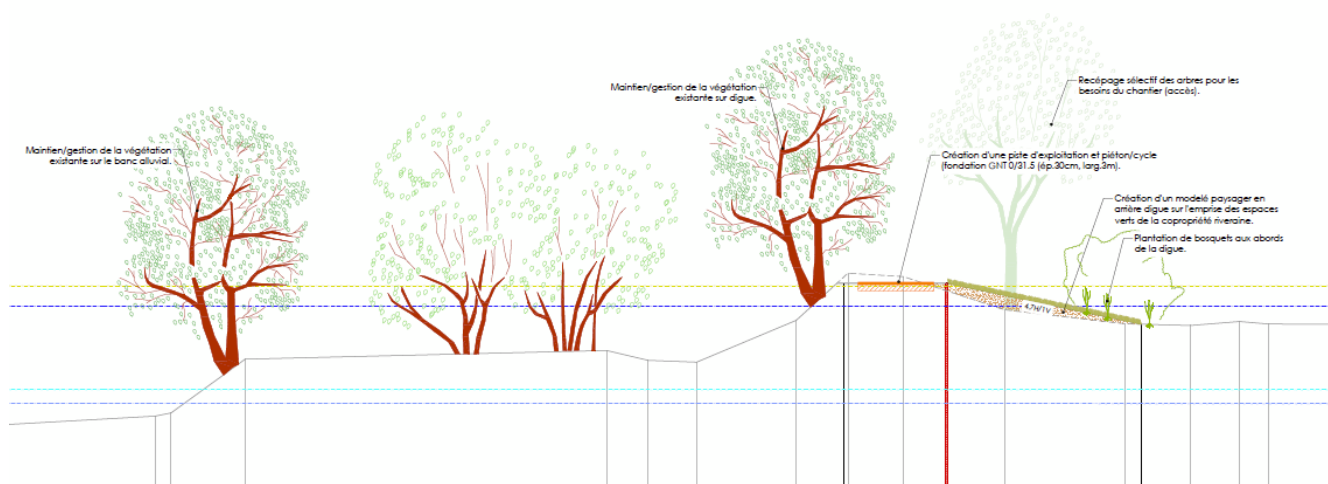 Maintien/gestion de la végétation
existante sur le banc alluvial.
Maintien/gestion de la végétation
existante sur digue.
Recépage sélectif des arbres pour les
besoins du chantier (accès).
Création d'une piste d'exploitation et piéton/cycle
(fondation GNT 0/31.5 (ép.30cm, larg.3m).
Création d'un modelé paysager en
arrière digue sur l'emprise des espaces
verts de la copropriété riveraine.
Plantation de bosquets aux abords
de la digue.
4.7H/1V